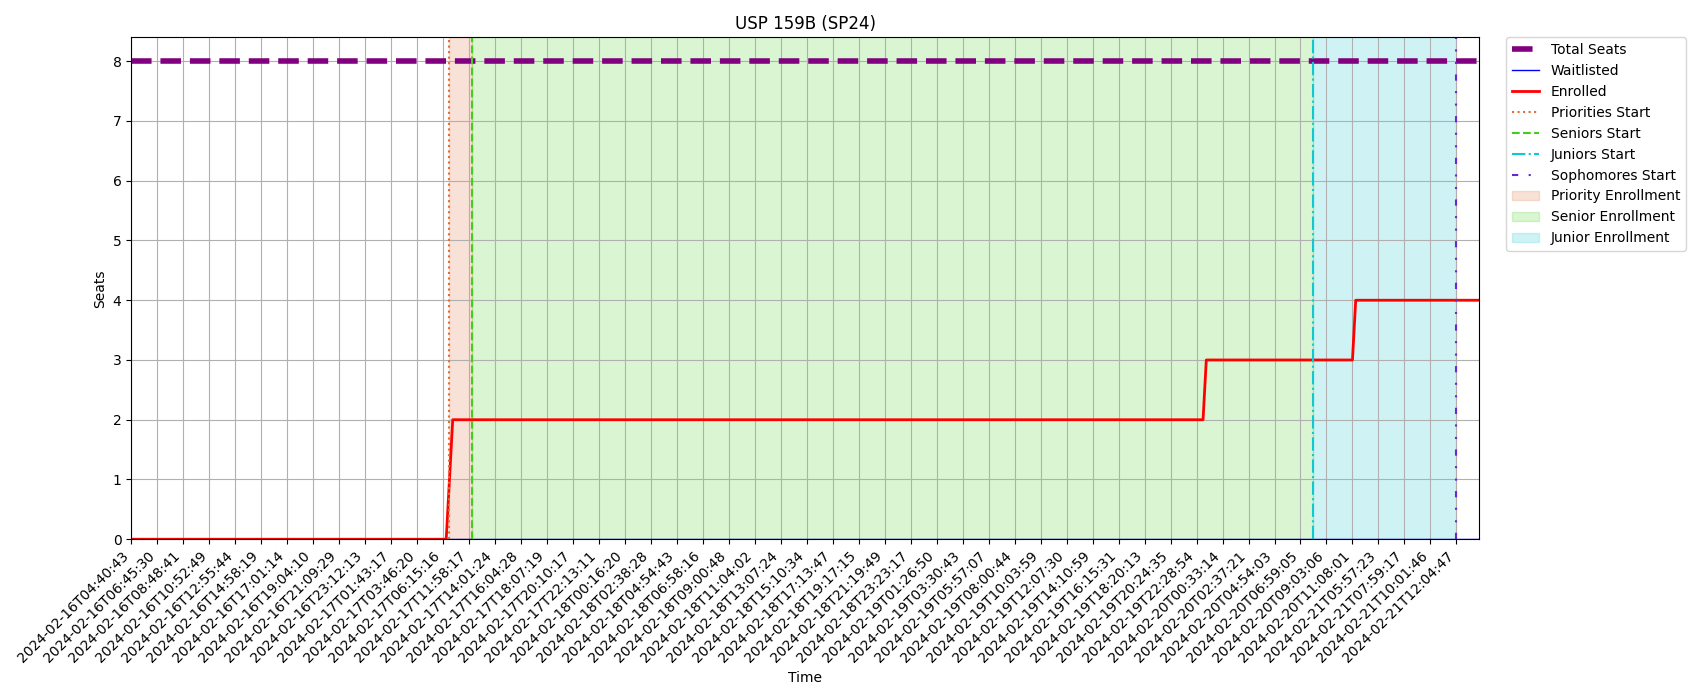 USP 159B (SP24)
Total Seats
Waitlisted
Enrolled
Priorities Start
Seniors Start
Juniors Start
Sophomores Start
Priority Enrollment
Senior Enrollment
Junior Enrollment
Seats
8
7
6
5
4
3
2
1
0
2024-02-16T04:40:43
2024-02-16T06:45:30
2024-02-16T08:48:41
2024-02-16T10:52:49
2024-02-16T12:55:44
2024-02-16T14:58:19
2024-02-16T17:01:14
2024-02-16T19:04:10
2024-02-16T21:09:29
2024-02-16T23:12:13
2024-02-17T01:43:17
2024-02-17T03:46:20
2024-02-17T06:15:16
2024-02-17T11:58:17
2024-02-17T14:01:24
2024-02-17T16:04:28
2024-02-17T18:07:19
2024-02-17T20:10:17
2024-02-17T22:13:11
2024-02-18T00:16:20
2024-02-18T02:38:28
2024-02-18T04:54:43
2024-02-18T06:58:16
2024-02-18T09:00:48
2024-02-18T11:04:02
2024-02-18T13:07:24
2024-02-18T15:10:34
2024-02-18T17:13:47
2024-02-18T19:17:15
2024-02-18T21:19:49
2024-02-18T23:23:17
2024-02-19T01:26:50
2024-02-19T03:30:43
2024-02-19T05:57:07
2024-02-19T08:00:44
2024-02-19T10:03:59
2024-02-19T12:07:30
2024-02-19T14:10:59
2024-02-19T16:15:31
2024-02-19T18:20:13
2024-02-19T20:24:35
2024-02-19T22:28:54
2024-02-20T00:33:14
2024-02-20T02:37:21
2024-02-20T04:54:03
2024-02-20T06:59:05
2024-02-20T09:03:06
2024-02-20T11:08:01
2024-02-21T05:57:23
2024-02-21T07:59:17
2024-02-21T10:01:46
2024-02-21T12:04:47
Time